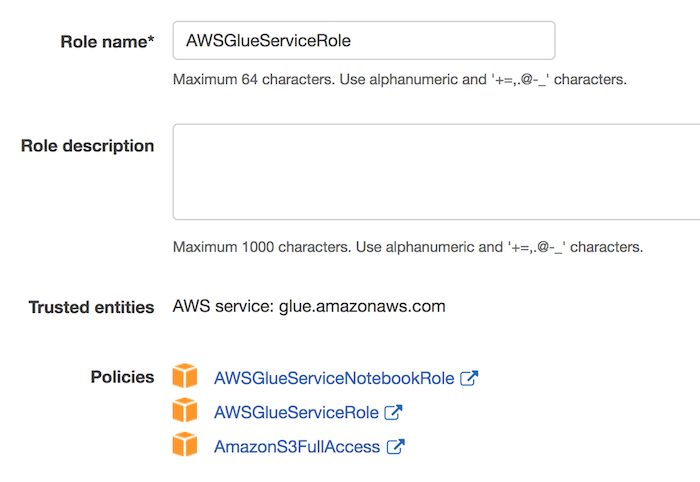 Role name* AWSGlueServiceRole
Maximum 64 characters. Use alphanumeric and '+=,.@-_' characters.
Role description
Maximum 1000 characters. Use alphanumeric and '+=,.@-_' characters.
Trusted entities AWS service: glue.amazonaws.com
Policies AWSGlueServiceNotebookRole
AWSGlueServiceRole
AmazonS3FullAccess